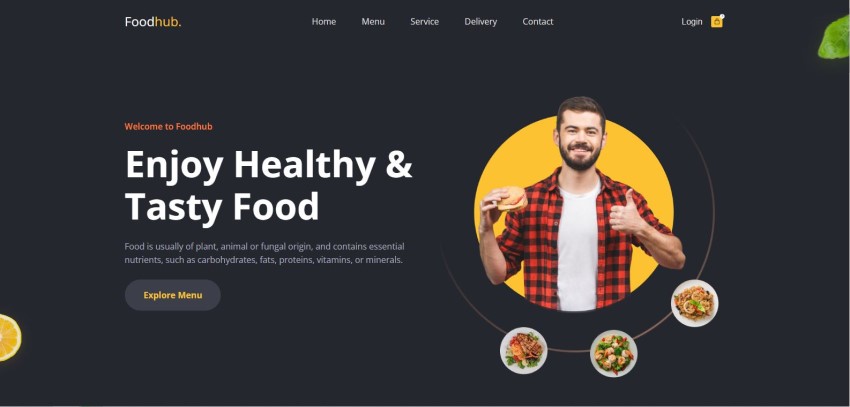 Foodhub.
Home
Menu
Service
Delivery
Contact
Login
Welcome to Foodhub
Enjoy Healthy &
Tasty Food
Food is usually of plant, animal or fungal origin, and contains essential
nutrients, such as carbohydrates, fats, proteins, vitamins, or minerals.
Explore Menu